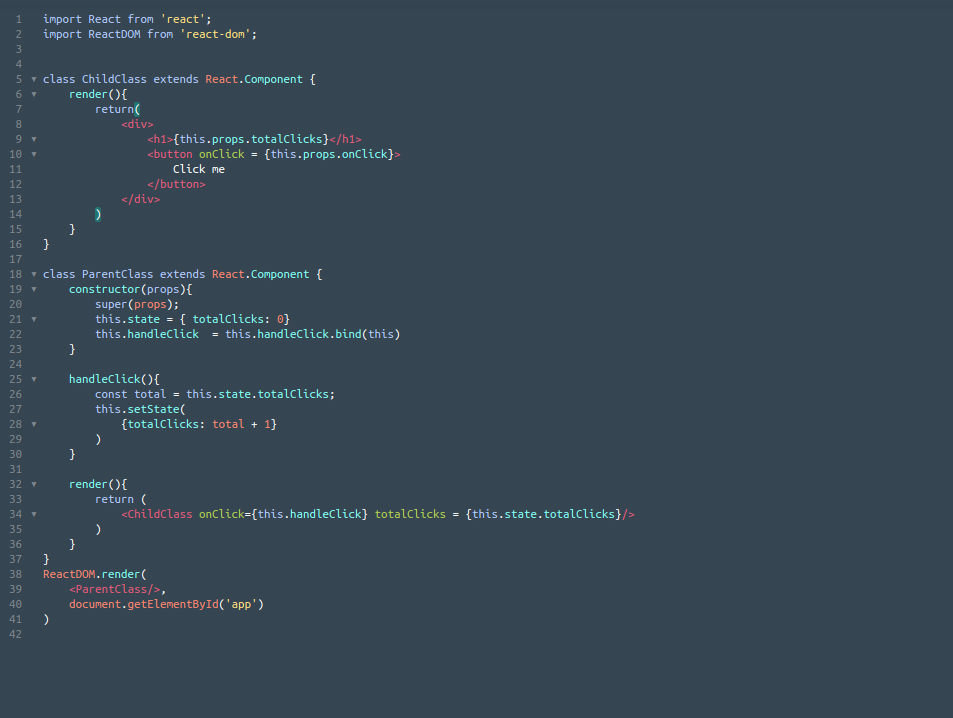 1 import React from 'react';
2 import ReactDOM from 'react-dom';
3
4
5 class ChildClass extends React.Component {
6     render(){
7         return(
8             <div>
9                 <h1>{this.props.totalClicks}</h1>
10                 <button onClick = {this.props.onClick}>
11                     Click me
12                 </button>
13             </div>
14         )
15     }
16 }
17
18 class ParentClass extends React.Component {
19     constructor(props){
20         super(props);
21         this.state = { totalClicks: 0}
22         this.handleClick  = this.handleClick.bind(this)
23     }
24
25     handleClick(){
26         const total = this.state.totalClicks;
27         this.setState(
28             {totalClicks: total + 1}
29         )
30     }
31
32     render(){
33         return (
34             <ChildClass onClick={this.handleClick} totalClicks = {this.state.totalClicks}/>
35         )
36     }
37 }
38 ReactDOM.render(
39     <ParentClass/>,
40     document.getElementById('app')
41 )
42